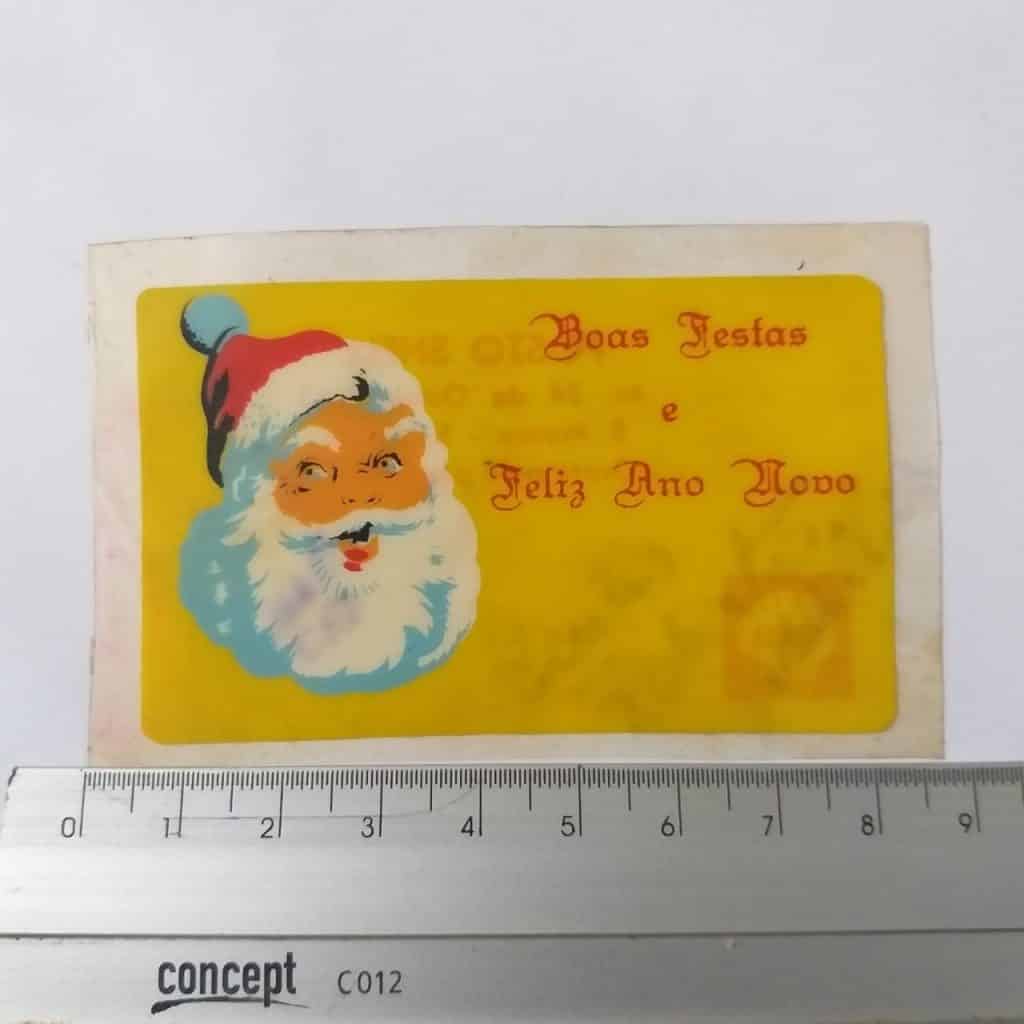 Boas Festas
e
Feliz Ano Novo
0 1 2 3 4 5 6 7 8 9
concept C012